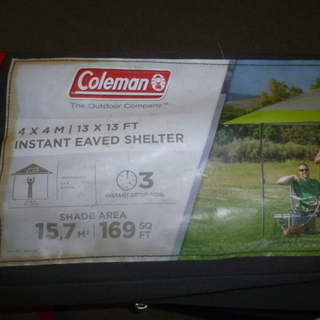 Coleman
The Outdoor Company™
4 X 4 M | 13 X 13 FT
INSTANT EAVED SHELTER
3
SHADE AREA
15,7 M² | 169 SQ FT